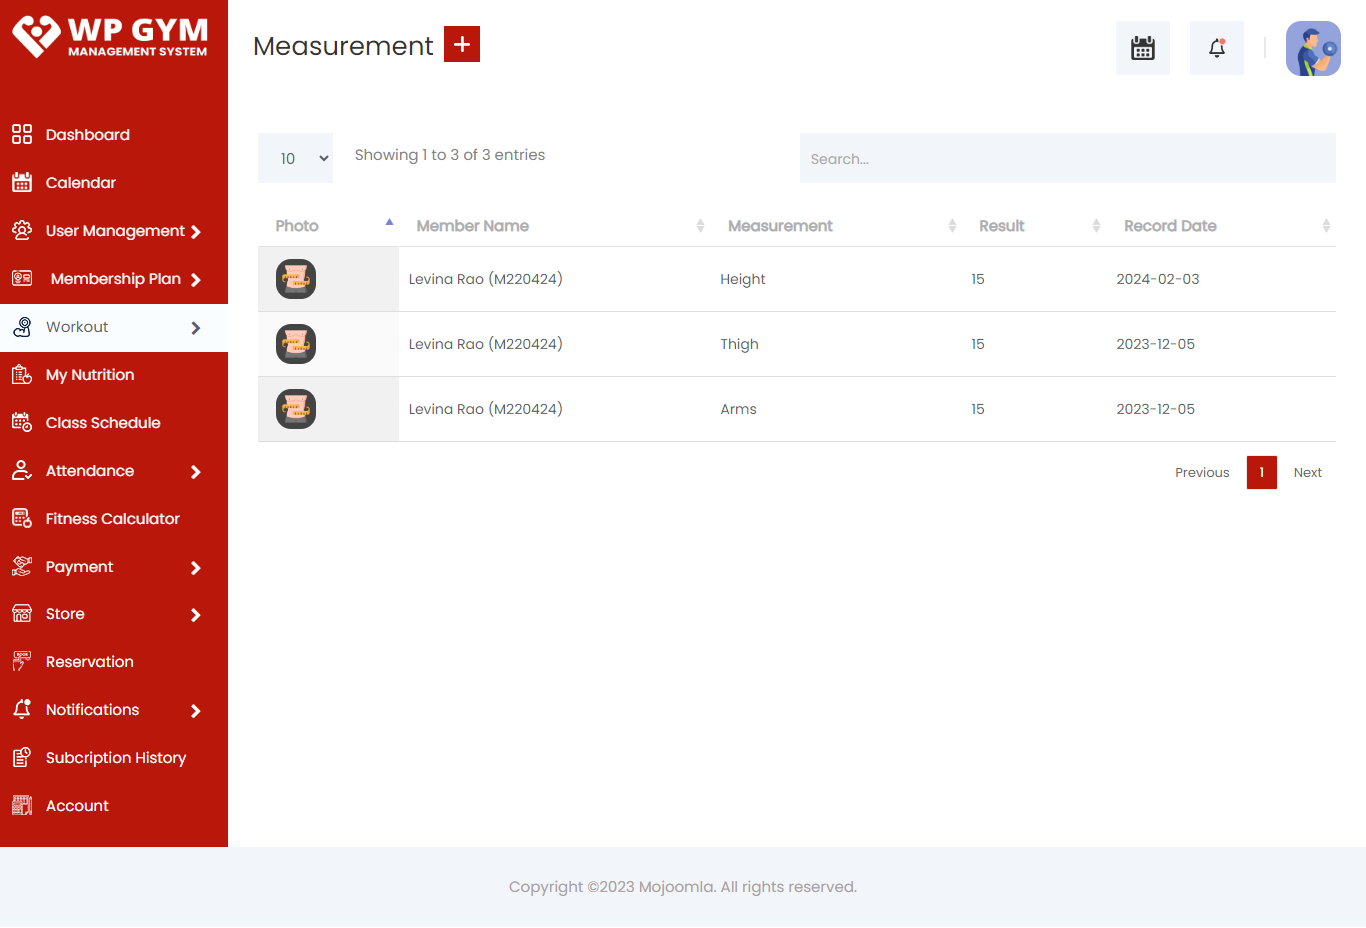 WP GYM
MANAGEMENT SYSTEM
Dashboard
Calendar
User Management
Membership Plan
Workout
My Nutrition
Class Schedule
Attendance
Fitness Calculator
Payment
Store
Reservation
Notifications
Subcription History
Account
Measurement
10 Showing 1 to 3 of 3 entries Search...
Photo Member Name Measurement Result Record Date
Levina Rao (M220424) Height 15 2024-02-03
Levina Rao (M220424) Thigh 15 2023-12-05
Levina Rao (M220424) Arms 15 2023-12-05
Previous 1 Next
Copyright ©2023 Mojoomla. All rights reserved.